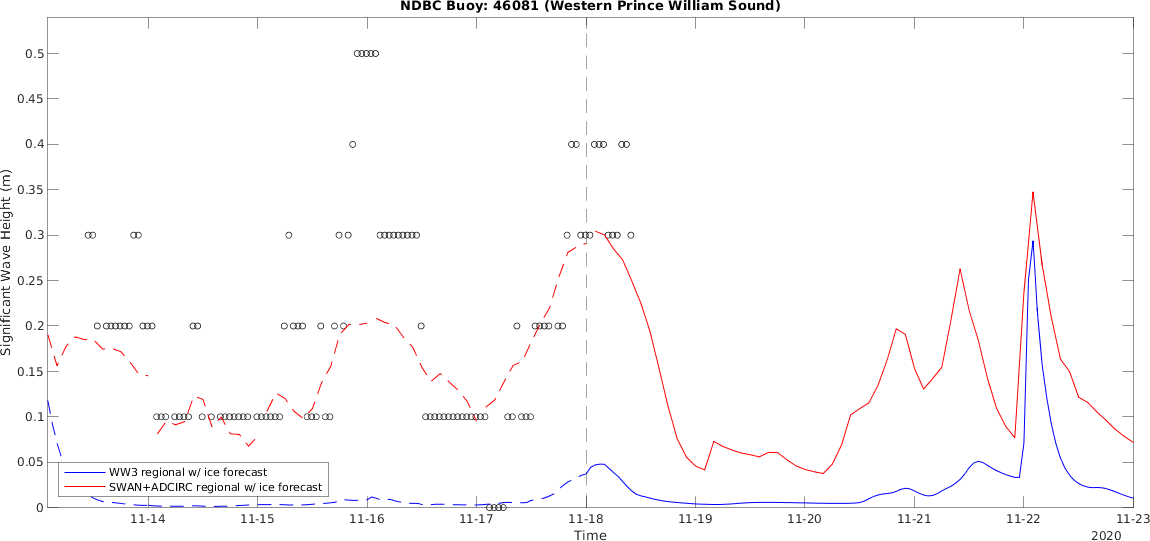 NDBC Buoy: 46081 (Western Prince William Sound)
Significant Wave Height (m)
0.5
0.45
0.4
0.35
0.3
0.25
0.2
0.15
0.1
0.05
0
WW3 regional w/ ice forecast
SWAN+ADCIRC regional w/ ice forecast
11-14 11-15 11-16 11-17 11-18 11-19 11-20 11-21 11-22 11-23
Time
2020